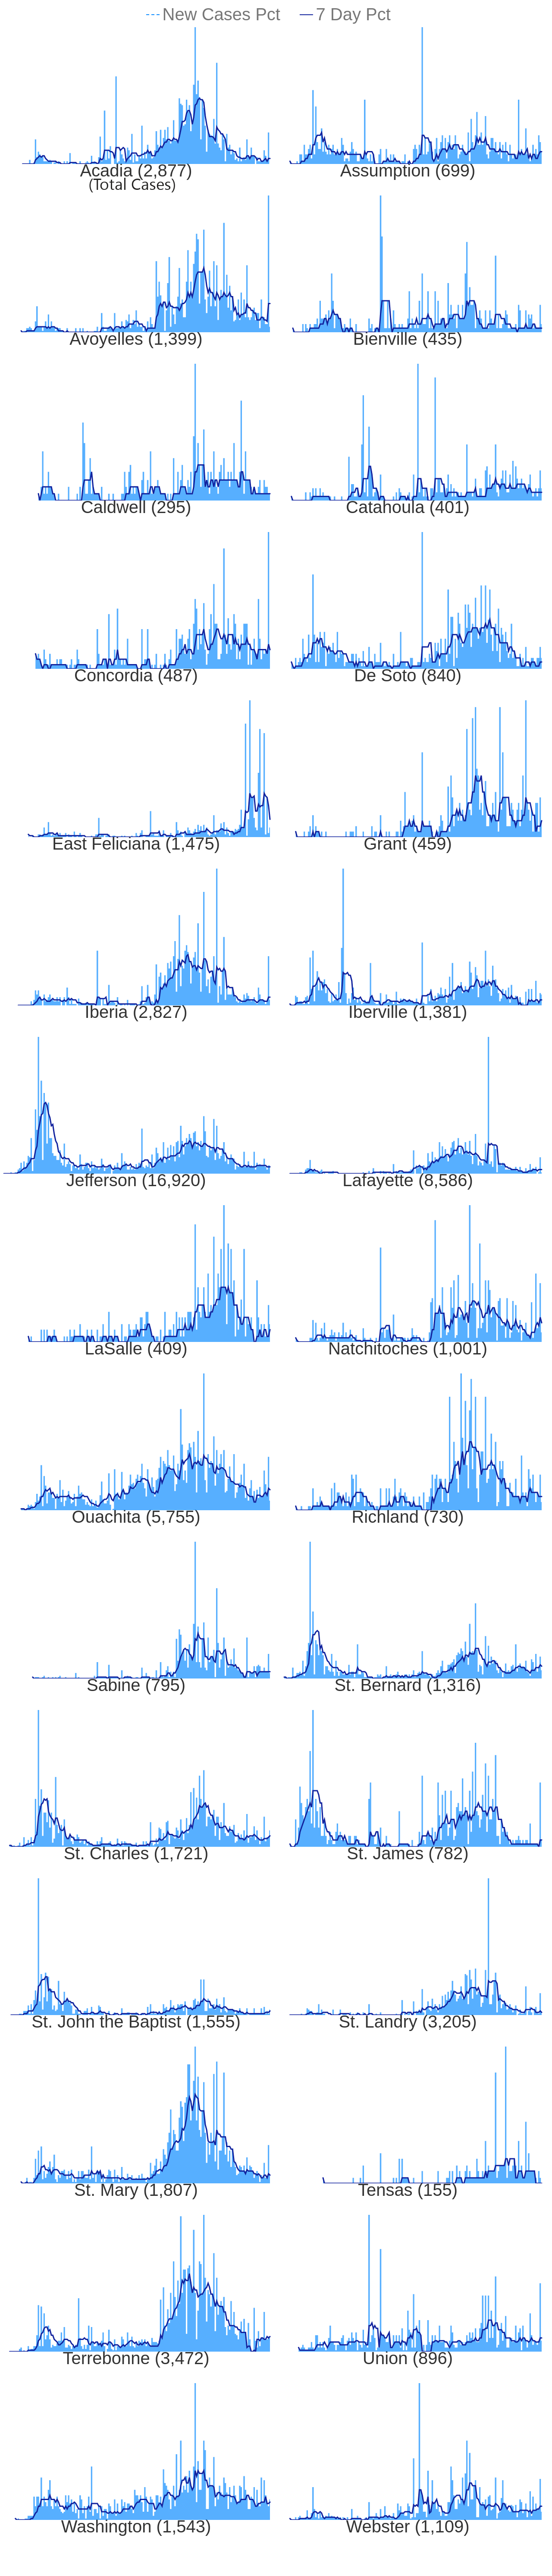 New Cases Pct 7 Day Pct
Acadia (2,877) Assumption (699)
(Total Cases)
Avoyelles (1,399) Bienville (435)
Caldwell (295) Catahoula (401)
Concordia (487) De Soto (840)
East Feliciana (1,475) Grant (459)
Iberia (2,827) Iberville (1,381)
Jefferson (16,920) Lafayette (8,586)
LaSalle (409) Natchitoches (1,001)
Ouachita (5,755) Richland (730)
Sabine (795) St. Bernard (1,316)
St. Charles (1,721) St. James (782)
St. John the Baptist (1,555) St. Landry (3,205)
St. Mary (1,807) Tensas (155)
Terrebonne (3,472) Union (896)
Washington (1,543) Webster (1,109)